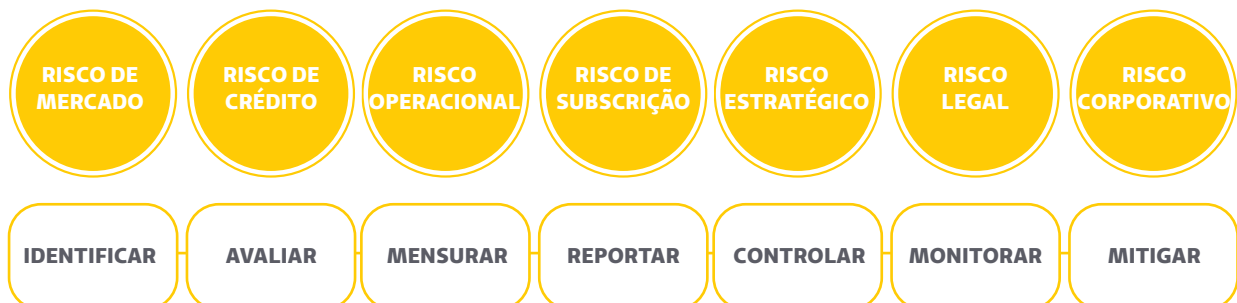 RISCO DE
MERCADO
RISCO DE
CRÉDITO
RISCO
OPERACIONAL
RISCO DE
SUBSCRIÇÃO
RISCO
ESTRATÉGICO
RISCO
LEGAL
RISCO
CORPORATIVO
IDENTIFICAR
AVALIAR
MENSURAR
REPORTAR
CONTROLAR
MONITORAR
MITIGAR